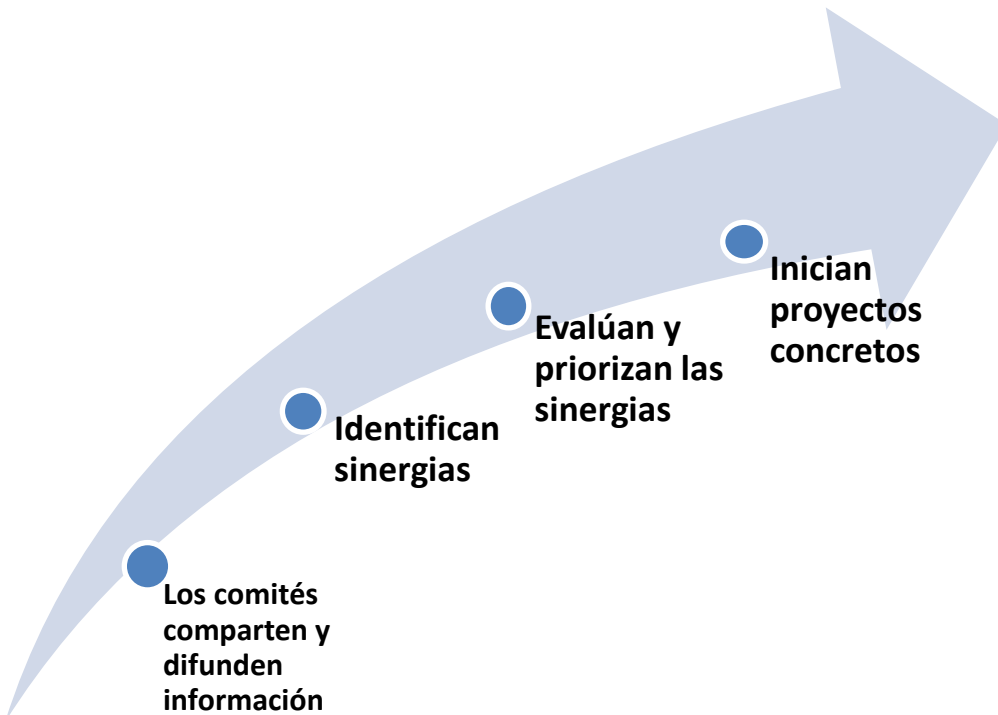 Los comités
comparten y
difunden
información
Identifican
sinergias
Evalúan y
priorizan las
sinergias
Inician
proyectos
concretos